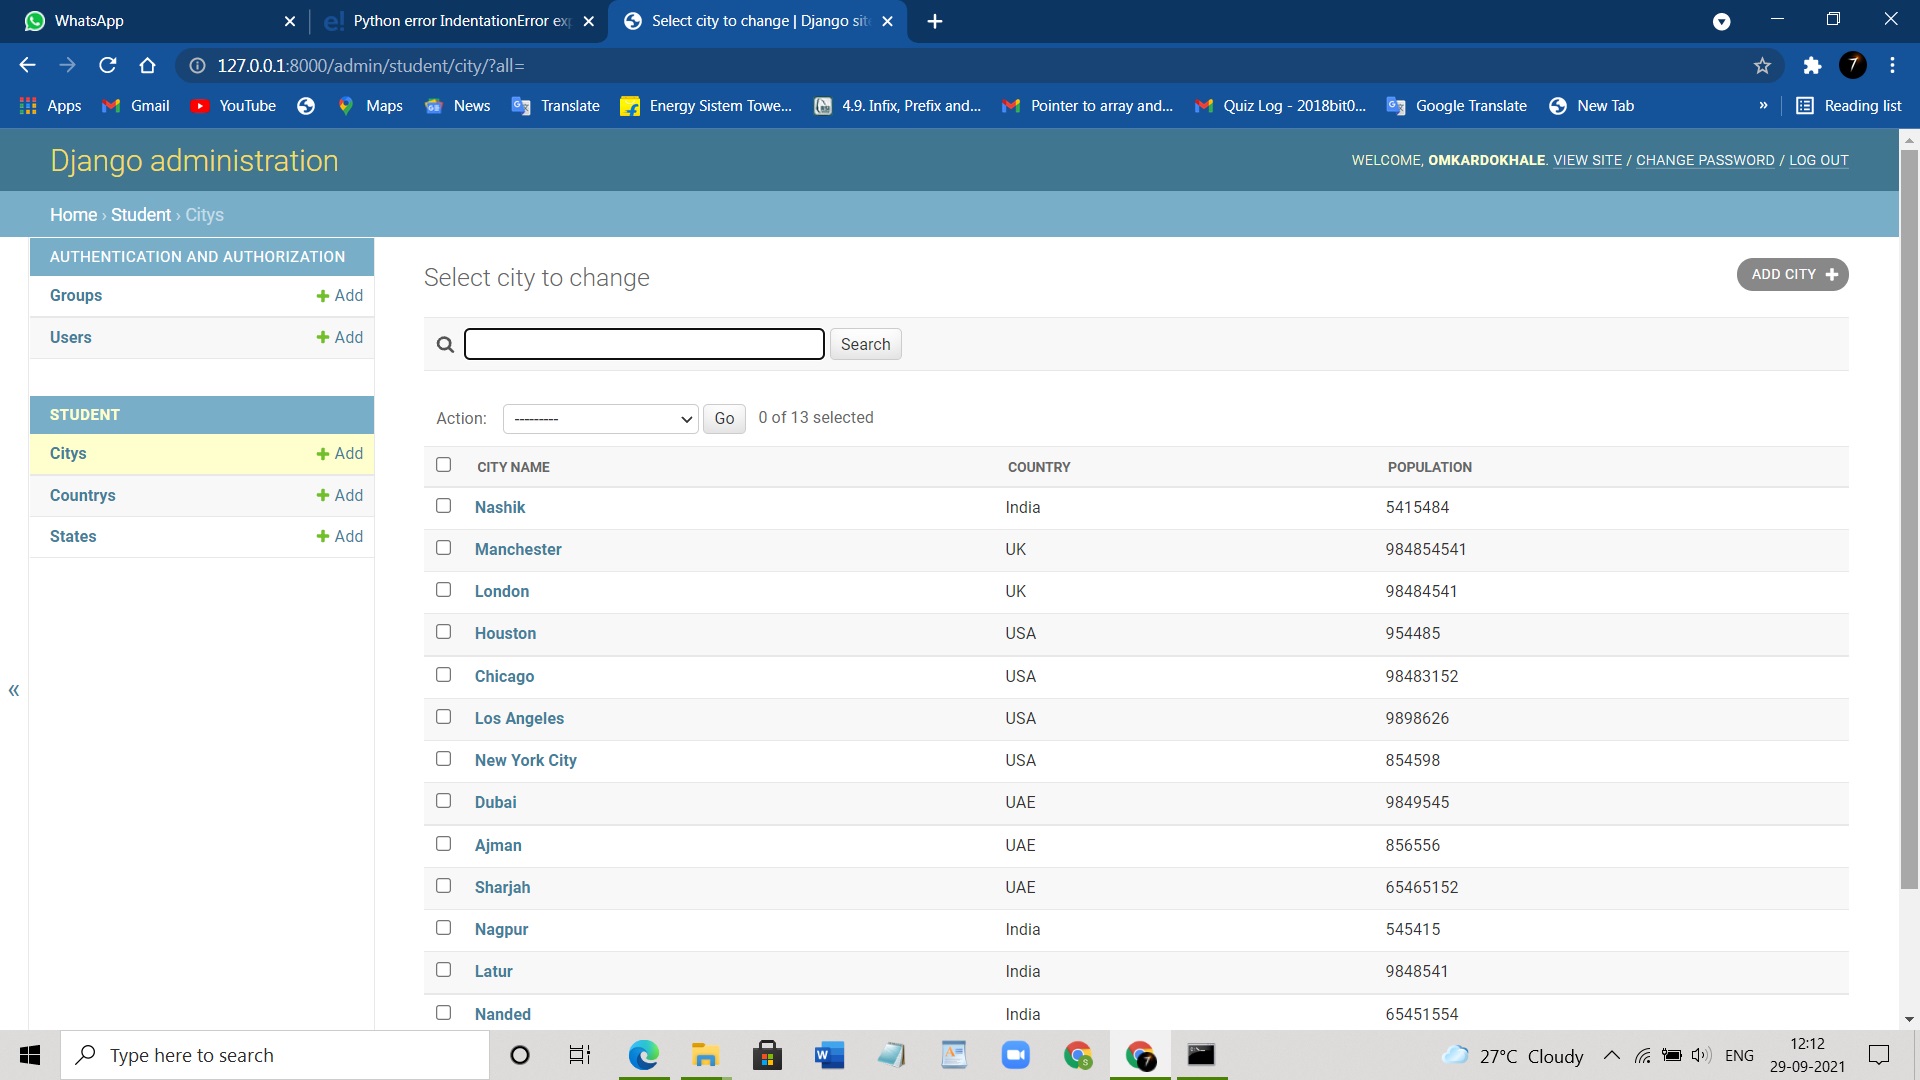 WhatsApp
Python error IndentationError ex
Select city to change | Django sit
127.0.0.1:8000/admin/student/city/?all=
Apps Gmail YouTube Maps News Translate Energy Sistem Towe... 4.9. Infix, Prefix and... Pointer to array and... Quiz Log - 2018bit0... Google Translate New Tab » Reading list
Django administration
WELCOME, OMKARDOKHALE. VIEW SITE / CHANGE PASSWORD / LOG OUT
Home › Student › Citys
AUTHENTICATION AND AUTHORIZATION
Groups + Add
Users + Add
STUDENT
Citys + Add
Countrys + Add
States + Add
«
Select city to change
ADD CITY +
Search
Action: --------- Go 0 of 13 selected
CITY NAME COUNTRY POPULATION
Nashik India 5415484
Manchester UK 984854541
London UK 98484541
Houston USA 954485
Chicago USA 98483152
Los Angeles USA 9898626
New York City USA 854598
Dubai UAE 9849545
Ajman UAE 856556
Sharjah UAE 65465152
Nagpur India 545415
Latur India 9848541
Nanded India 65451554
Type here to search
27°C Cloudy
ENG
12:12
29-09-2021